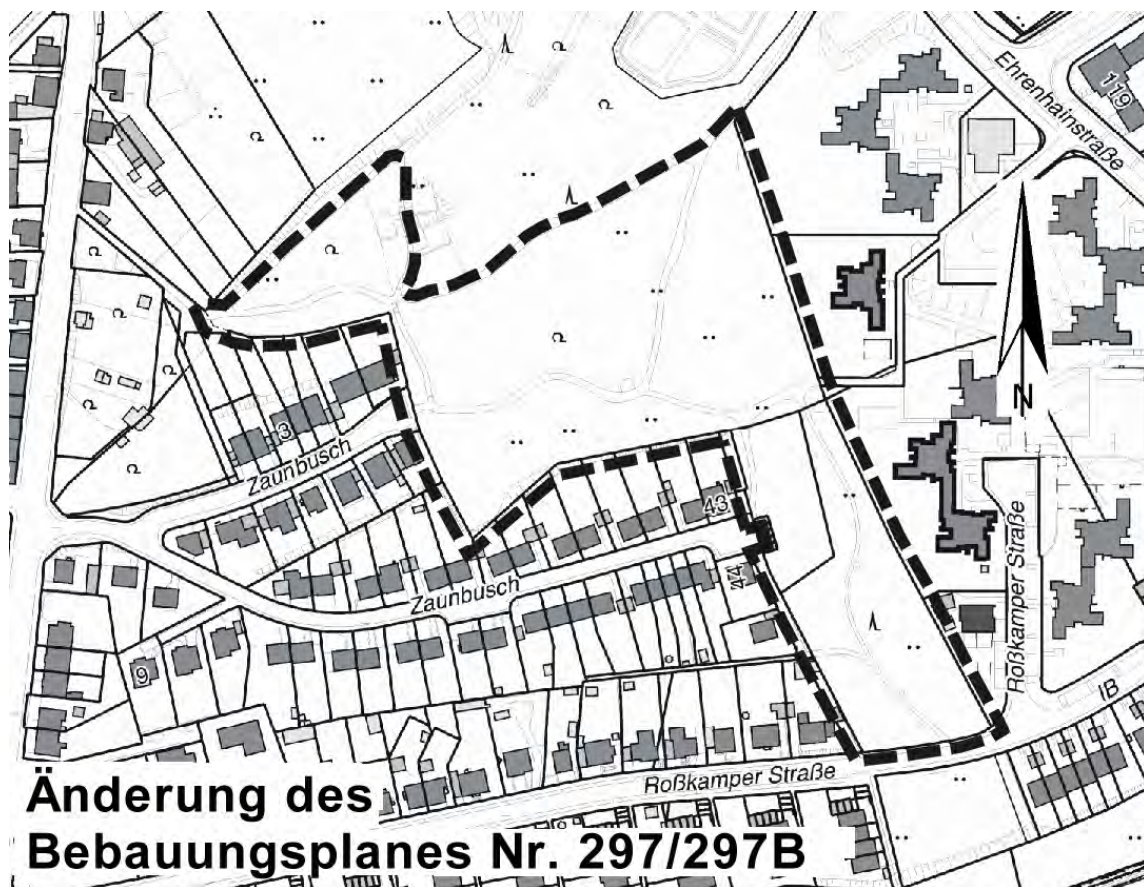 Ehrenhainstraße
119
N
3
Zaunbusch
43
44
Zaunbusch
Roßkamper Straße
9
IB
Roßkamper Straße
Änderung des
Bebauungsplanes Nr. 297/297B